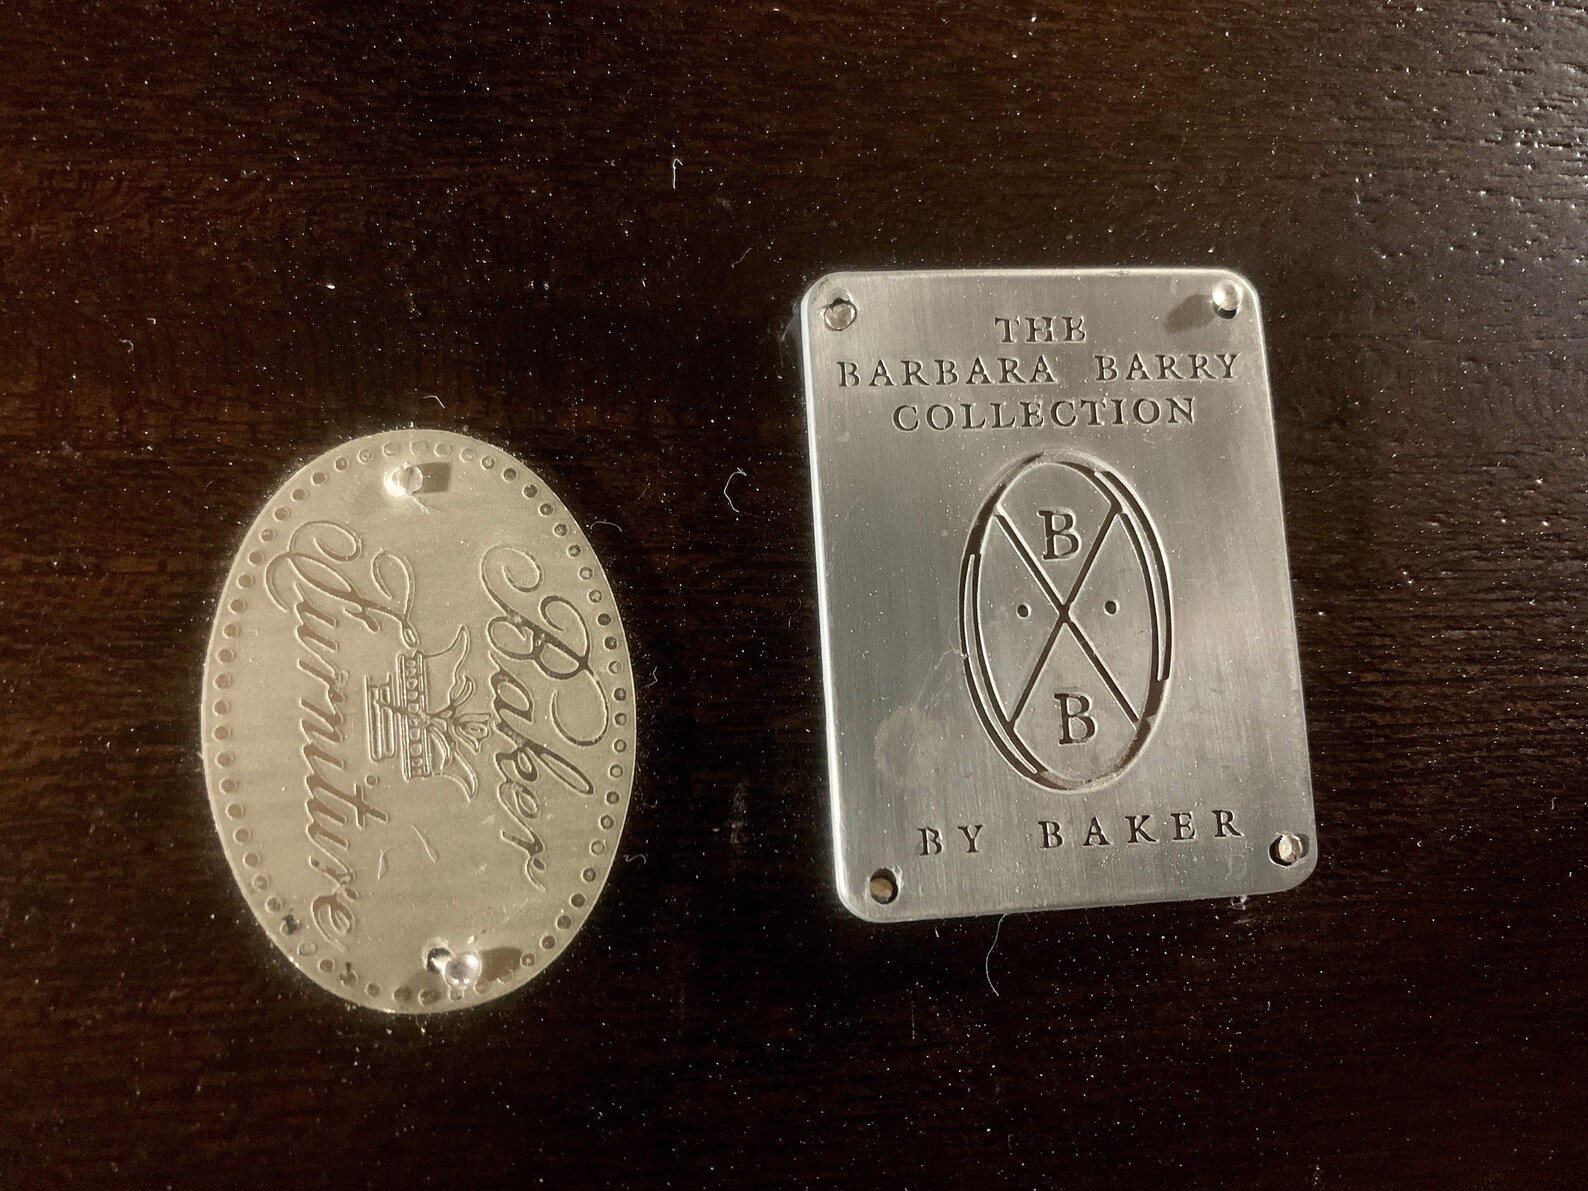 Baker
Furniture
THE
BARBARA BARRY
COLLECTION
B
B
BY BAKER